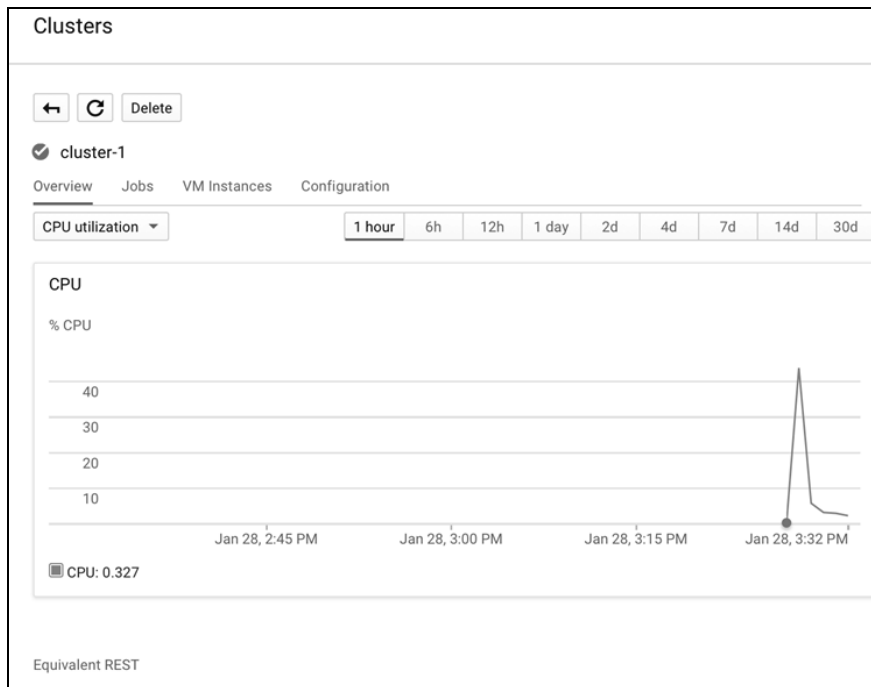 Clusters
Delete
cluster-1
Overview Jobs VM Instances Configuration
CPU utilization 1 hour 6h 12h 1 day 2d 4d 7d 14d 30d
CPU
% CPU
40
30
20
10
Jan 28, 2:45 PM Jan 28, 3:00 PM Jan 28, 3:15 PM Jan 28, 3:32 PM
CPU: 0.327
Equivalent REST